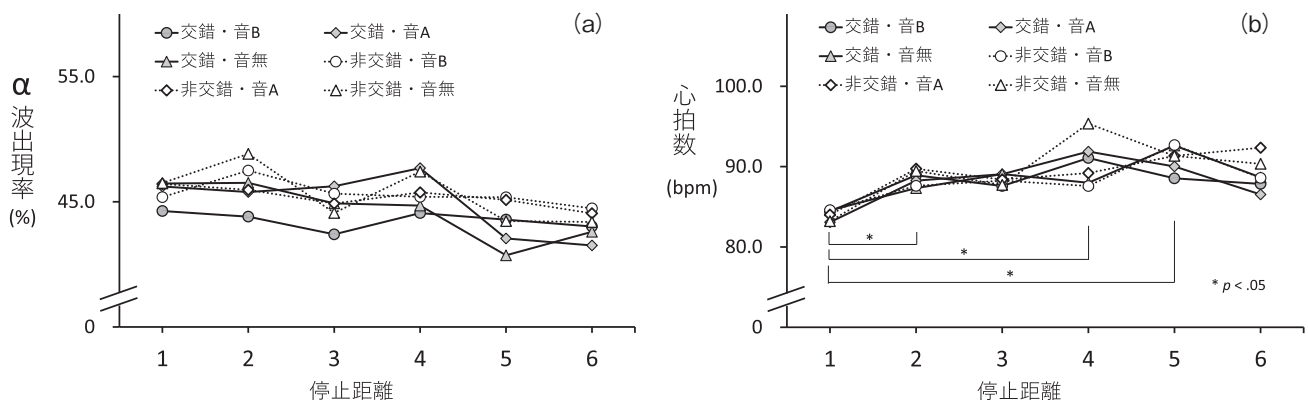 (a)
交錯・音B
交錯・音A
交錯・音無
非交錯・音B
非交錯・音A
非交錯・音無
α
波出現率
(%)
55.0
45.0
0
1 2 3 4 5 6
停止距離
(b)
交錯・音B
交錯・音A
交錯・音無
非交錯・音B
非交錯・音A
非交錯・音無
心拍数
(bpm)
100.0
90.0
80.0
0
*
*
*
* p < .05
1 2 3 4 5 6
停止距離